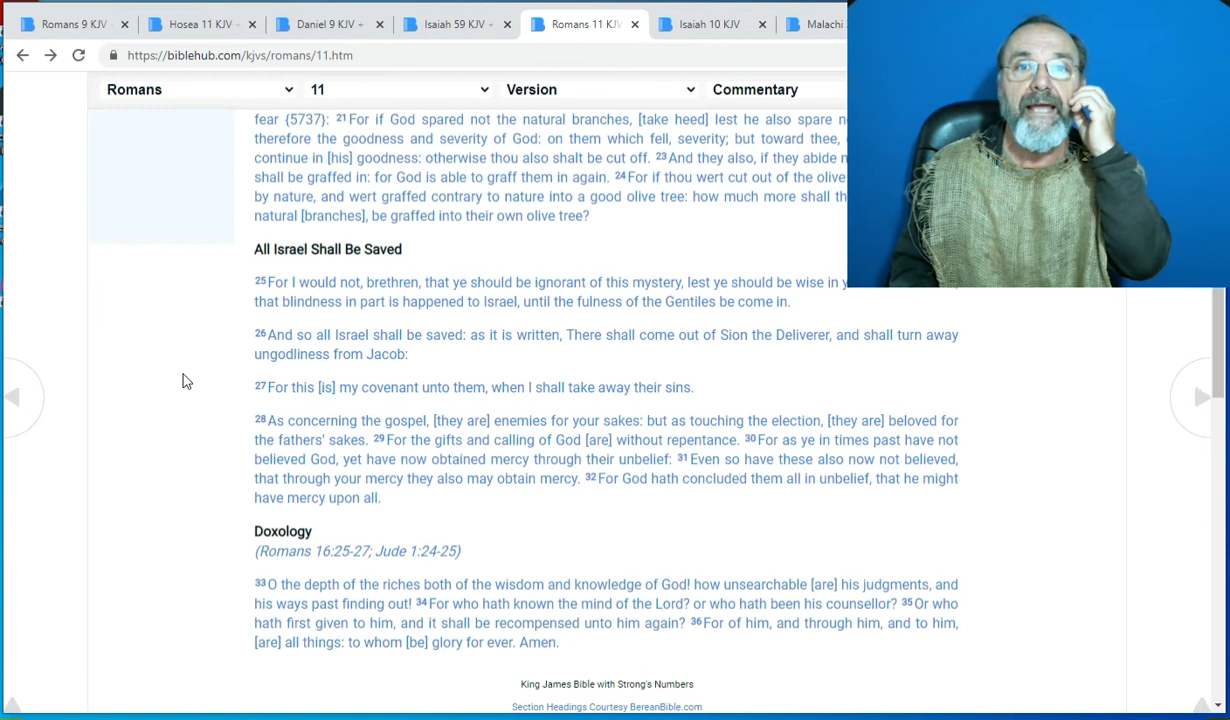 Romans 9 KJV Hosea 11 KJV Daniel 9 KJV Isaiah 59 KJV Romans 11 KJV Isaiah 10 KJV Malachi
https://biblehub.com/kjvs/romans/11.htm
Romans 11 Version Commentary
fear {5737}: 21 For if God spared not the natural branches, [take heed] lest he also spare
therefore the goodness and severity of God: on them which fell, severity; but toward thee,
continue in [his] goodness: otherwise thou also shalt be cut off. 23 And they also, if they abide
shall be graffed in: for God is able to graff them in again. 24 For if thou wert cut out of the olive
by nature, and wert graffed contrary to nature into a good olive tree: how much more shall
natural [branches], be graffed into their own olive tree?
All Israel Shall Be Saved
25 For I would not, brethren, that ye should be ignorant of this mystery, lest ye should be wise in
that blindness in part is happened to Israel, until the fulness of the Gentiles be come in.
26 And so all Israel shall be saved: as it is written, There shall come out of Sion the Deliverer, and shall turn away
ungodliness from Jacob:
27 For this [is] my covenant unto them, when I shall take away their sins.
28 As concerning the gospel, [they are] enemies for your sakes: but as touching the election, [they are] beloved for
the fathers' sakes. 29 For the gifts and calling of God [are] without repentance. 30 For as ye in times past have not
believed God, yet have now obtained mercy through their unbelief: 31 Even so have these also now not believed,
that through your mercy they also may obtain mercy. 32 For God hath concluded them all in unbelief, that he might
have mercy upon all.
Doxology
(Romans 16:25-27; Jude 1:24-25)
33 O the depth of the riches both of the wisdom and knowledge of God! how unsearchable [are] his judgments, and
his ways past finding out! 34 For who hath known the mind of the Lord? or who hath been his counsellor? 35 Or who
hath first given to him, and it shall be recompensed unto him again? 36 For of him, and through him, and to him,
[are] all things: to whom [be] glory for ever. Amen.
King James Bible with Strong's Numbers
Section Headings Courtesy BereanBible.com